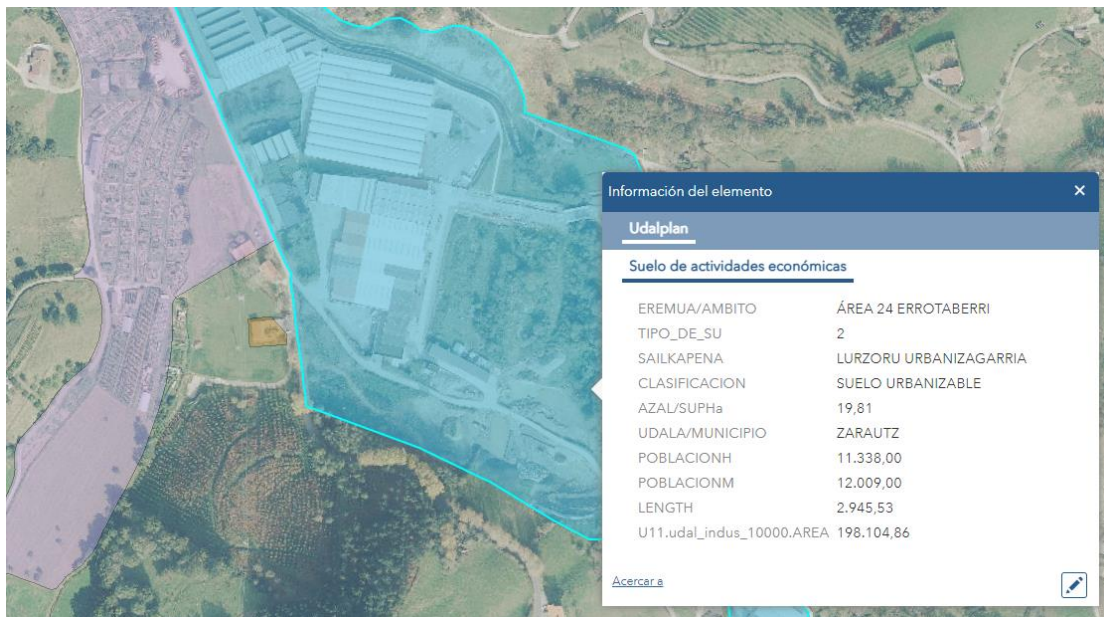 Información del elemento
Udalplan
Suelo de actividades económicas
EREMUA/AMBITO ÁREA 24 ERROTABERRI
TIPO_DE_SU 2
SAILKAPENA LURZORU URBANIZAGARRIA
CLASIFICACION SUELO URBANIZABLE
AZAL/SUPHa 19,81
UDALA/MUNICIPIO ZARAUTZ
POBLACIONH 11.338,00
POBLACIONM 12.009,00
LENGTH 2.945,53
U11.udal_indus_10000.AREA 198.104,86
Acercar a